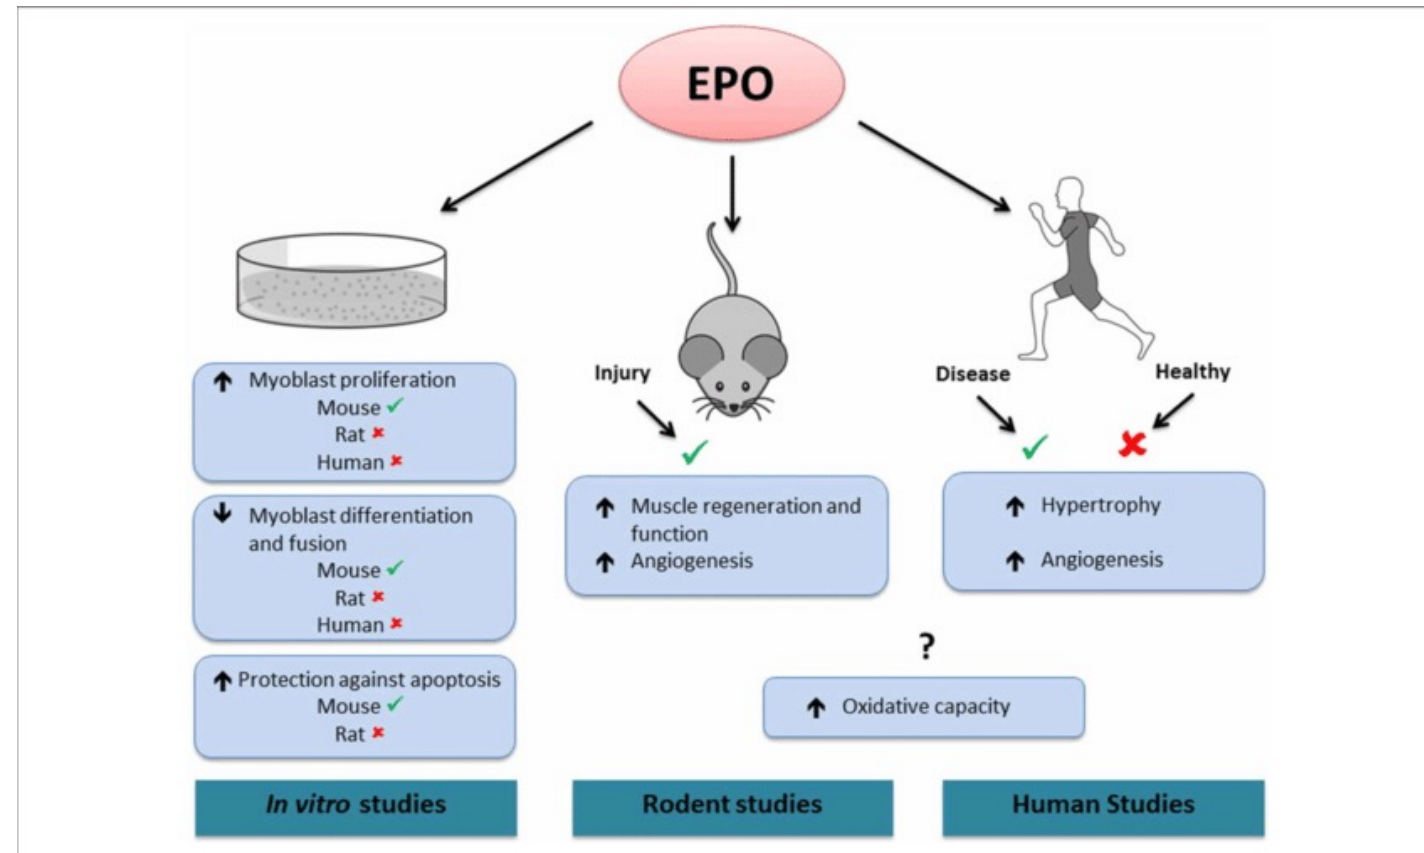 EPO
Myoblast proliferation
Mouse
Rat
Human
Myoblast differentiation
and fusion
Mouse
Rat
Human
Protection against apoptosis
Mouse
Rat
In vitro studies
Injury
Muscle regeneration and
function
Angiogenesis
Rodent studies
Disease
Healthy
Hypertrophy
Angiogenesis
?
Oxidative capacity
Human Studies